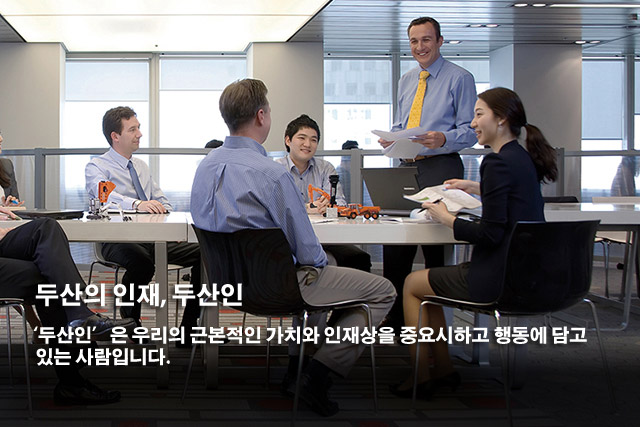 두산의 인재, 두산인
‘두산인’ 은 우리의 근본적인 가치와 인재상을 중요시하고 행동에 담고
있는 사람입니다.